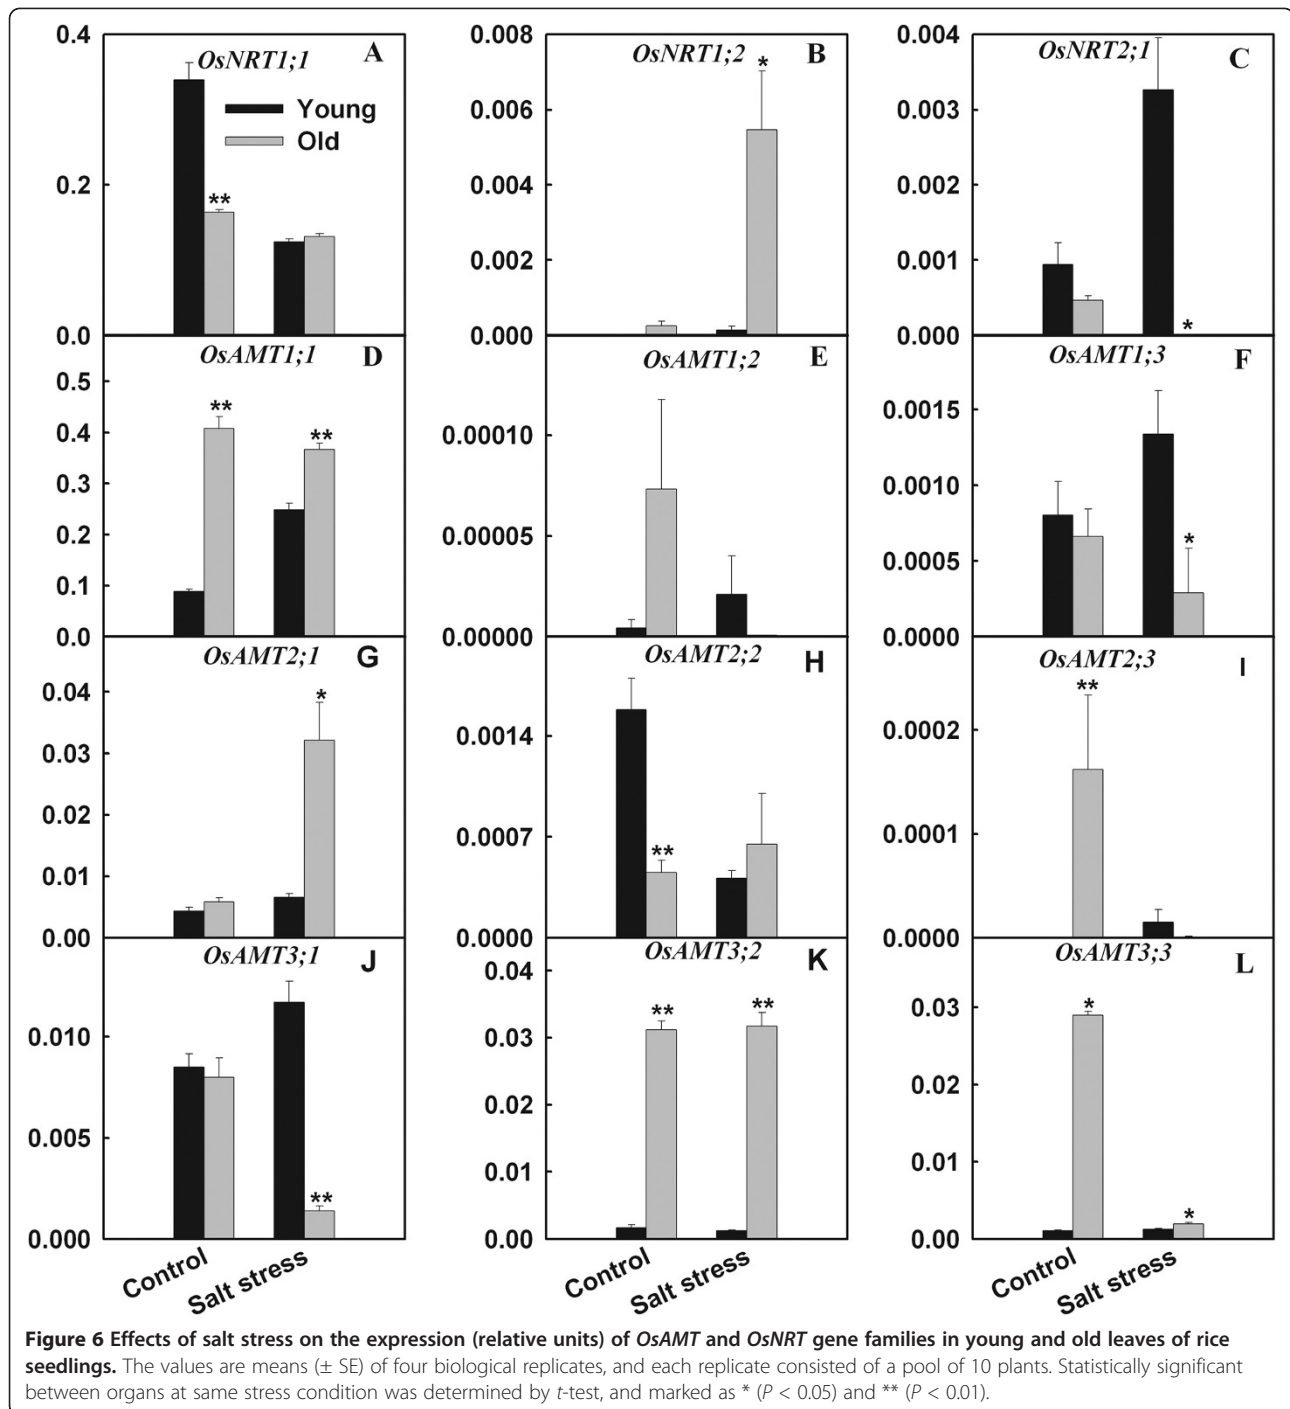 OsNRT1;1 A
0.4
0.2
0.0
Young
Old
**
OsNRT1;2 B
0.008
0.006
0.004
0.002
0.000
*
OsNRT2;1 C
0.004
0.003
0.002
0.001
0.000
*
OsAMT1;1 D
0.5
0.4
0.3
0.2
0.1
0.0
**
**
OsAMT1;2 E
0.00010
0.00005
0.00000
OsAMT1;3 F
0.0015
0.0010
0.0005
0.0000
*
OsAMT2;1 G
0.04
0.03
0.02
0.01
0.00
*
OsAMT2;2 H
0.0014
0.0007
0.0000
**
OsAMT2;3 I
0.0002
0.0001
0.0000
**
OsAMT3;1 J
0.010
0.005
0.000
**
Control
Salt stress
OsAMT3;2 K
0.04
0.03
0.02
0.01
0.00
**
**
Control
Salt stress
OsAMT3;3 L
0.03
0.02
0.01
0.00
*
*
Control
Salt stress
Figure 6 Effects of salt stress on the expression (relative units) of OsAMT and OsNRT gene families in young and old leaves of rice
seedlings. The values are means (± SE) of four biological replicates, and each replicate consisted of a pool of 10 plants. Statistically significant
between organs at same stress condition was determined by t-test, and marked as * (P < 0.05) and ** (P < 0.01).